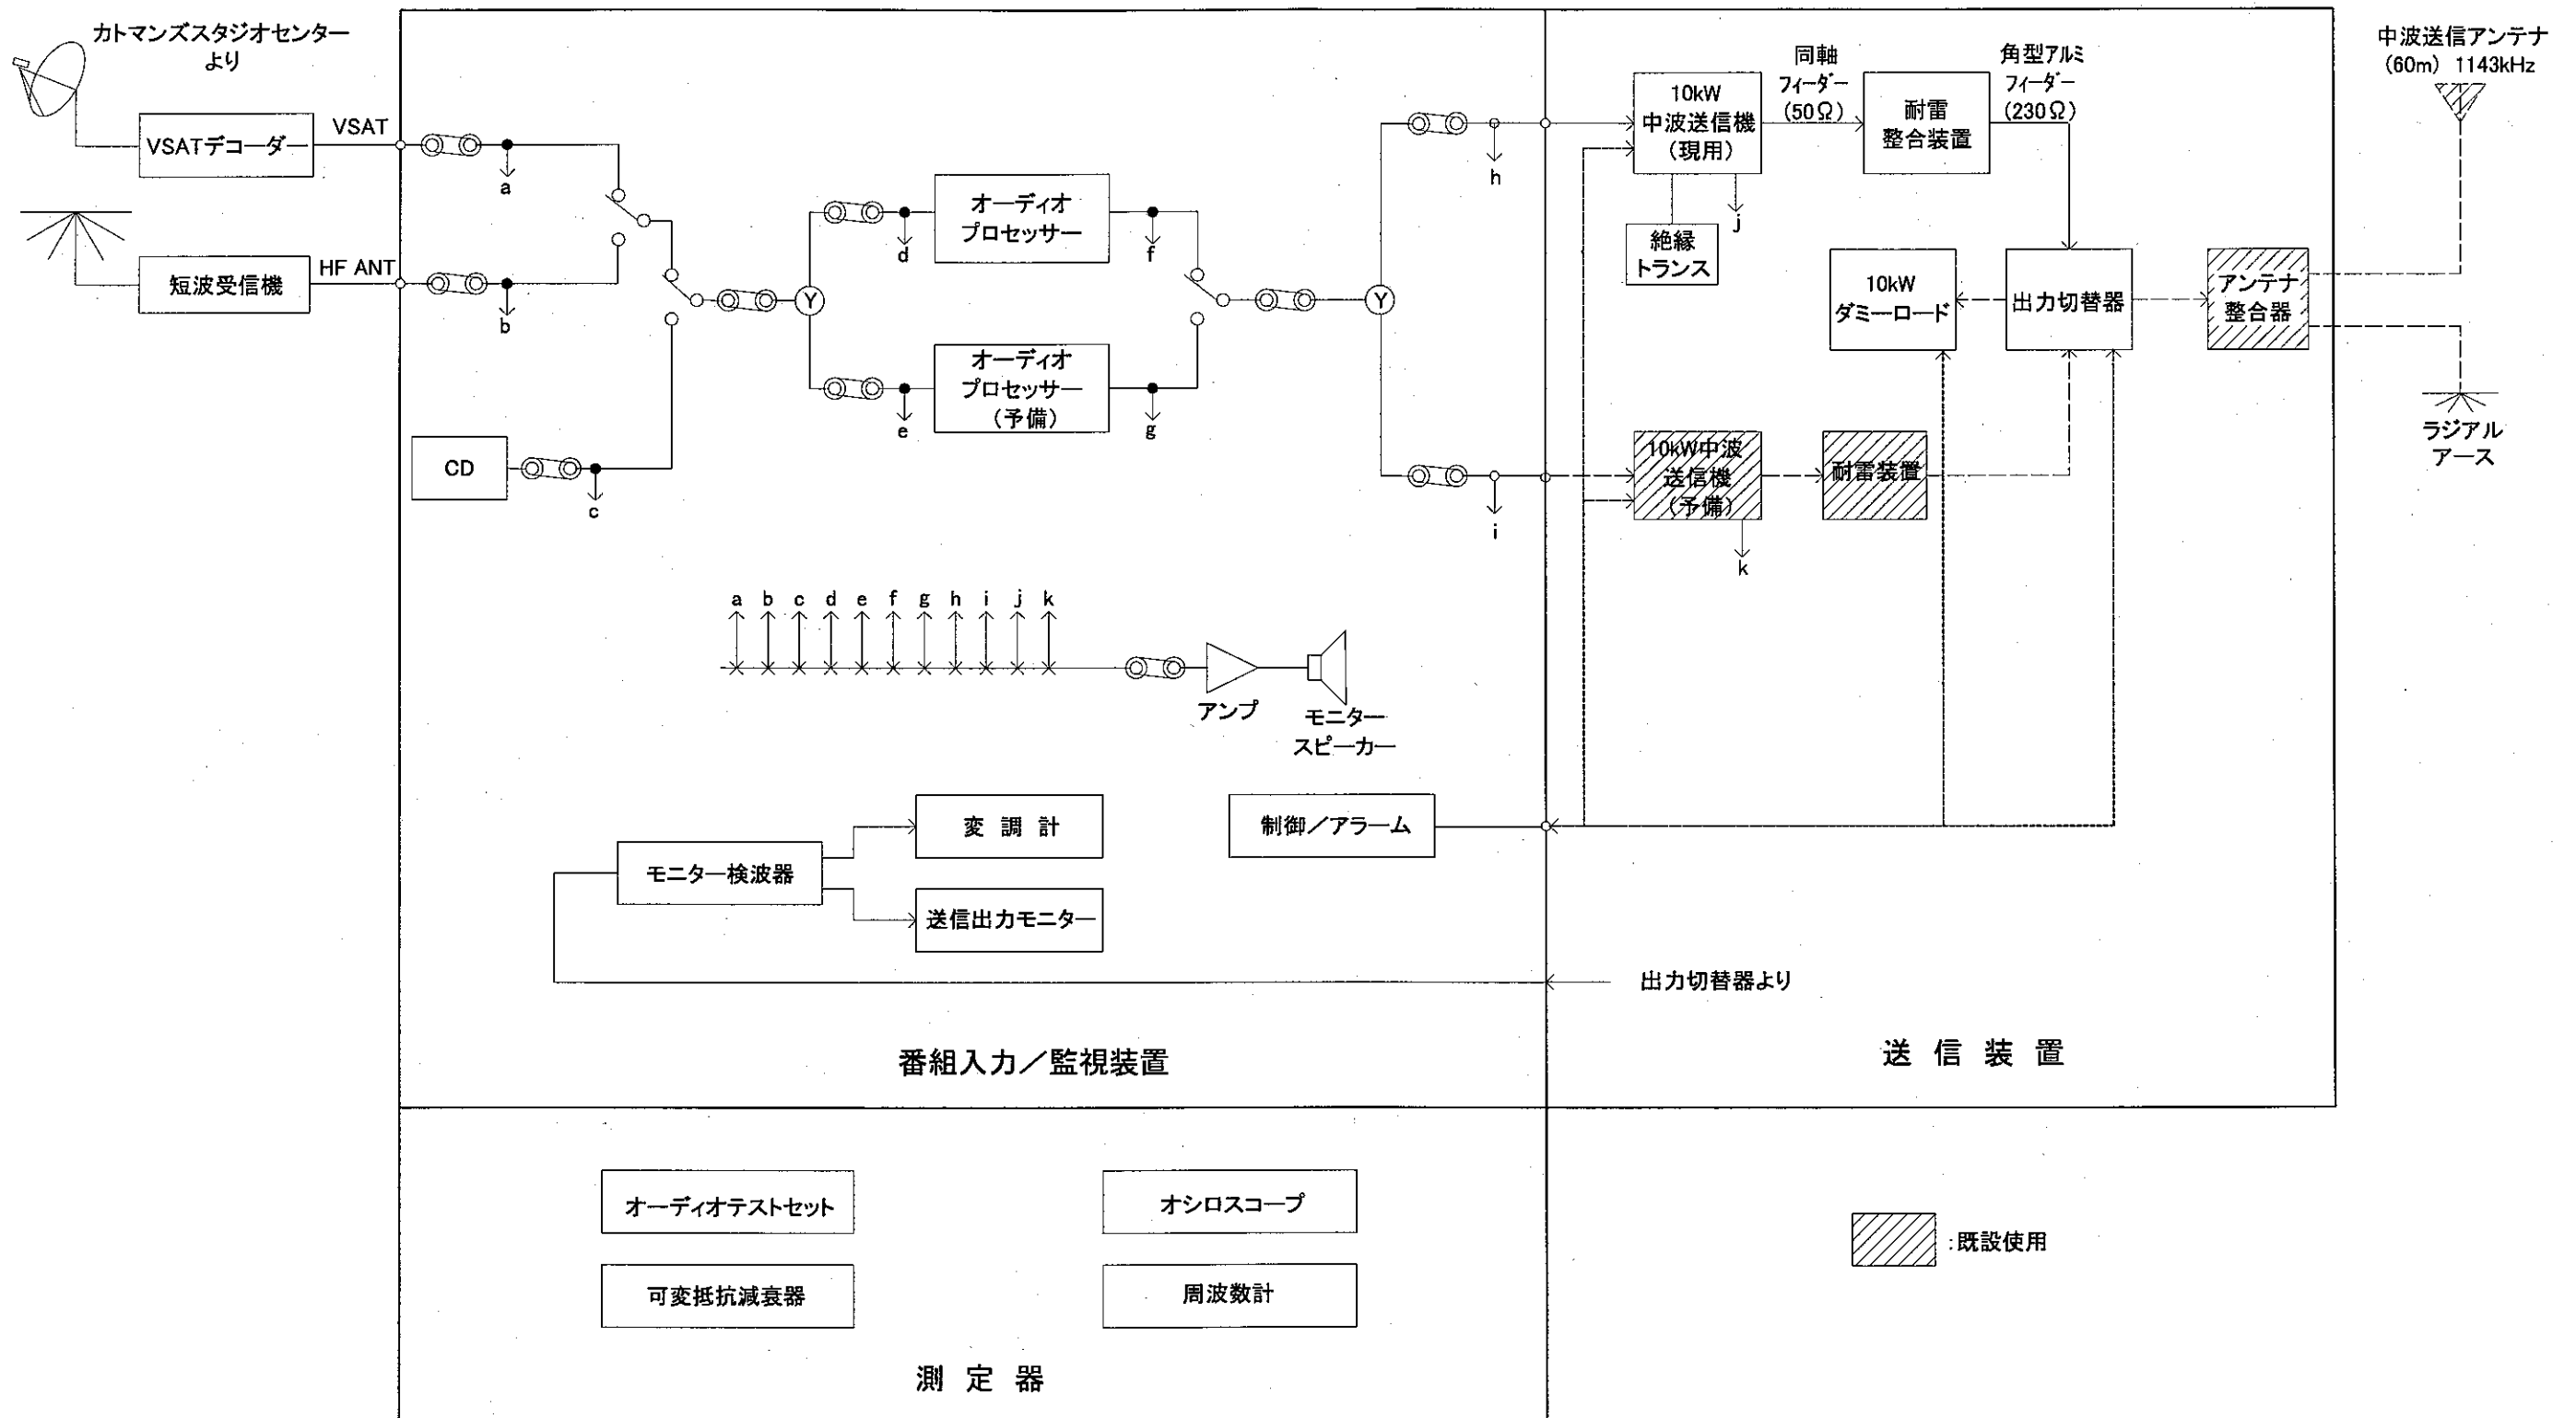 カトマンズスタジオセンター
より
VSATデコーダー
VSAT
短波受信機
HF ANT
CD
a
b
c
Y
d
e
オーディオ
プロセッサー
オーディオ
プロセッサー
(予備)
f
g
Y
h
i
10kW
中波送信機
(現用)
同軸
フィーダー
(50Ω)
耐雷
整合装置
角型アルミ
フィーダー
(230Ω)
j
絶縁
トランス
10kW
ダミーロード
出力切替器
アンテナ
整合器
中波送信アンテナ
(60m) 1143kHz
ラジアル
アース
10kW中波
送信機
(予備)
耐雷装置
k
a b c d e f g h i j k
アンプ
モニター
スピーカー
変調計
制御/アラーム
モニター検波器
送信出力モニター
出力切替器より
番組入力/監視装置
送信装置
オーディオテストセット
オシロスコープ
可変抵抗減衰器
周波数計
:既設使用
測定器